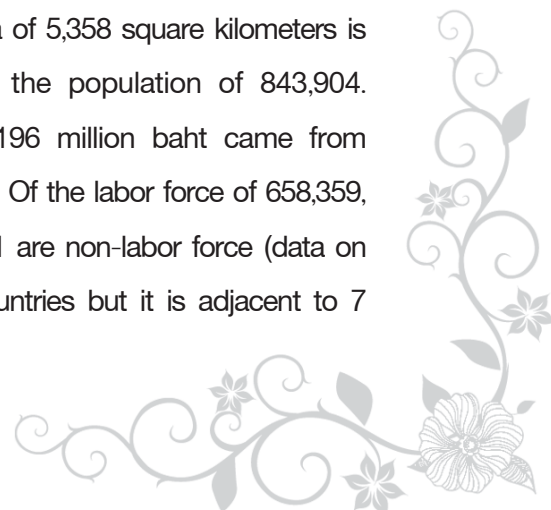 of 5,358 square kilometers is
the population of 843,904.
196 million baht came from
Of the labor force of 658,359,
are non-labor force (data on
but it is adjacent to 7